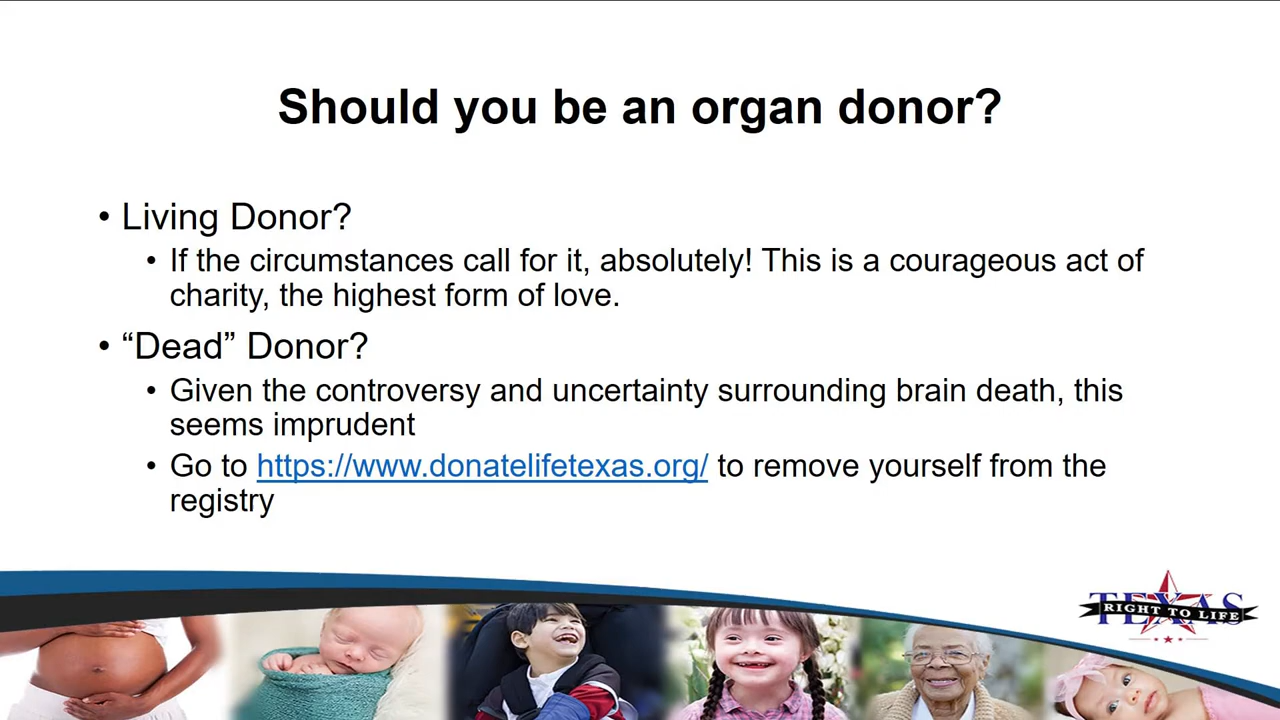 Should you be an organ donor?
• Living Donor?
• If the circumstances call for it, absolutely! This is a courageous act of
charity, the highest form of love.
• “Dead” Donor?
• Given the controversy and uncertainty surrounding brain death, this
seems imprudent
• Go to https://www.donatelifetexas.org/ to remove yourself from the
registry
TEXAS
RIGHT TO LIFE